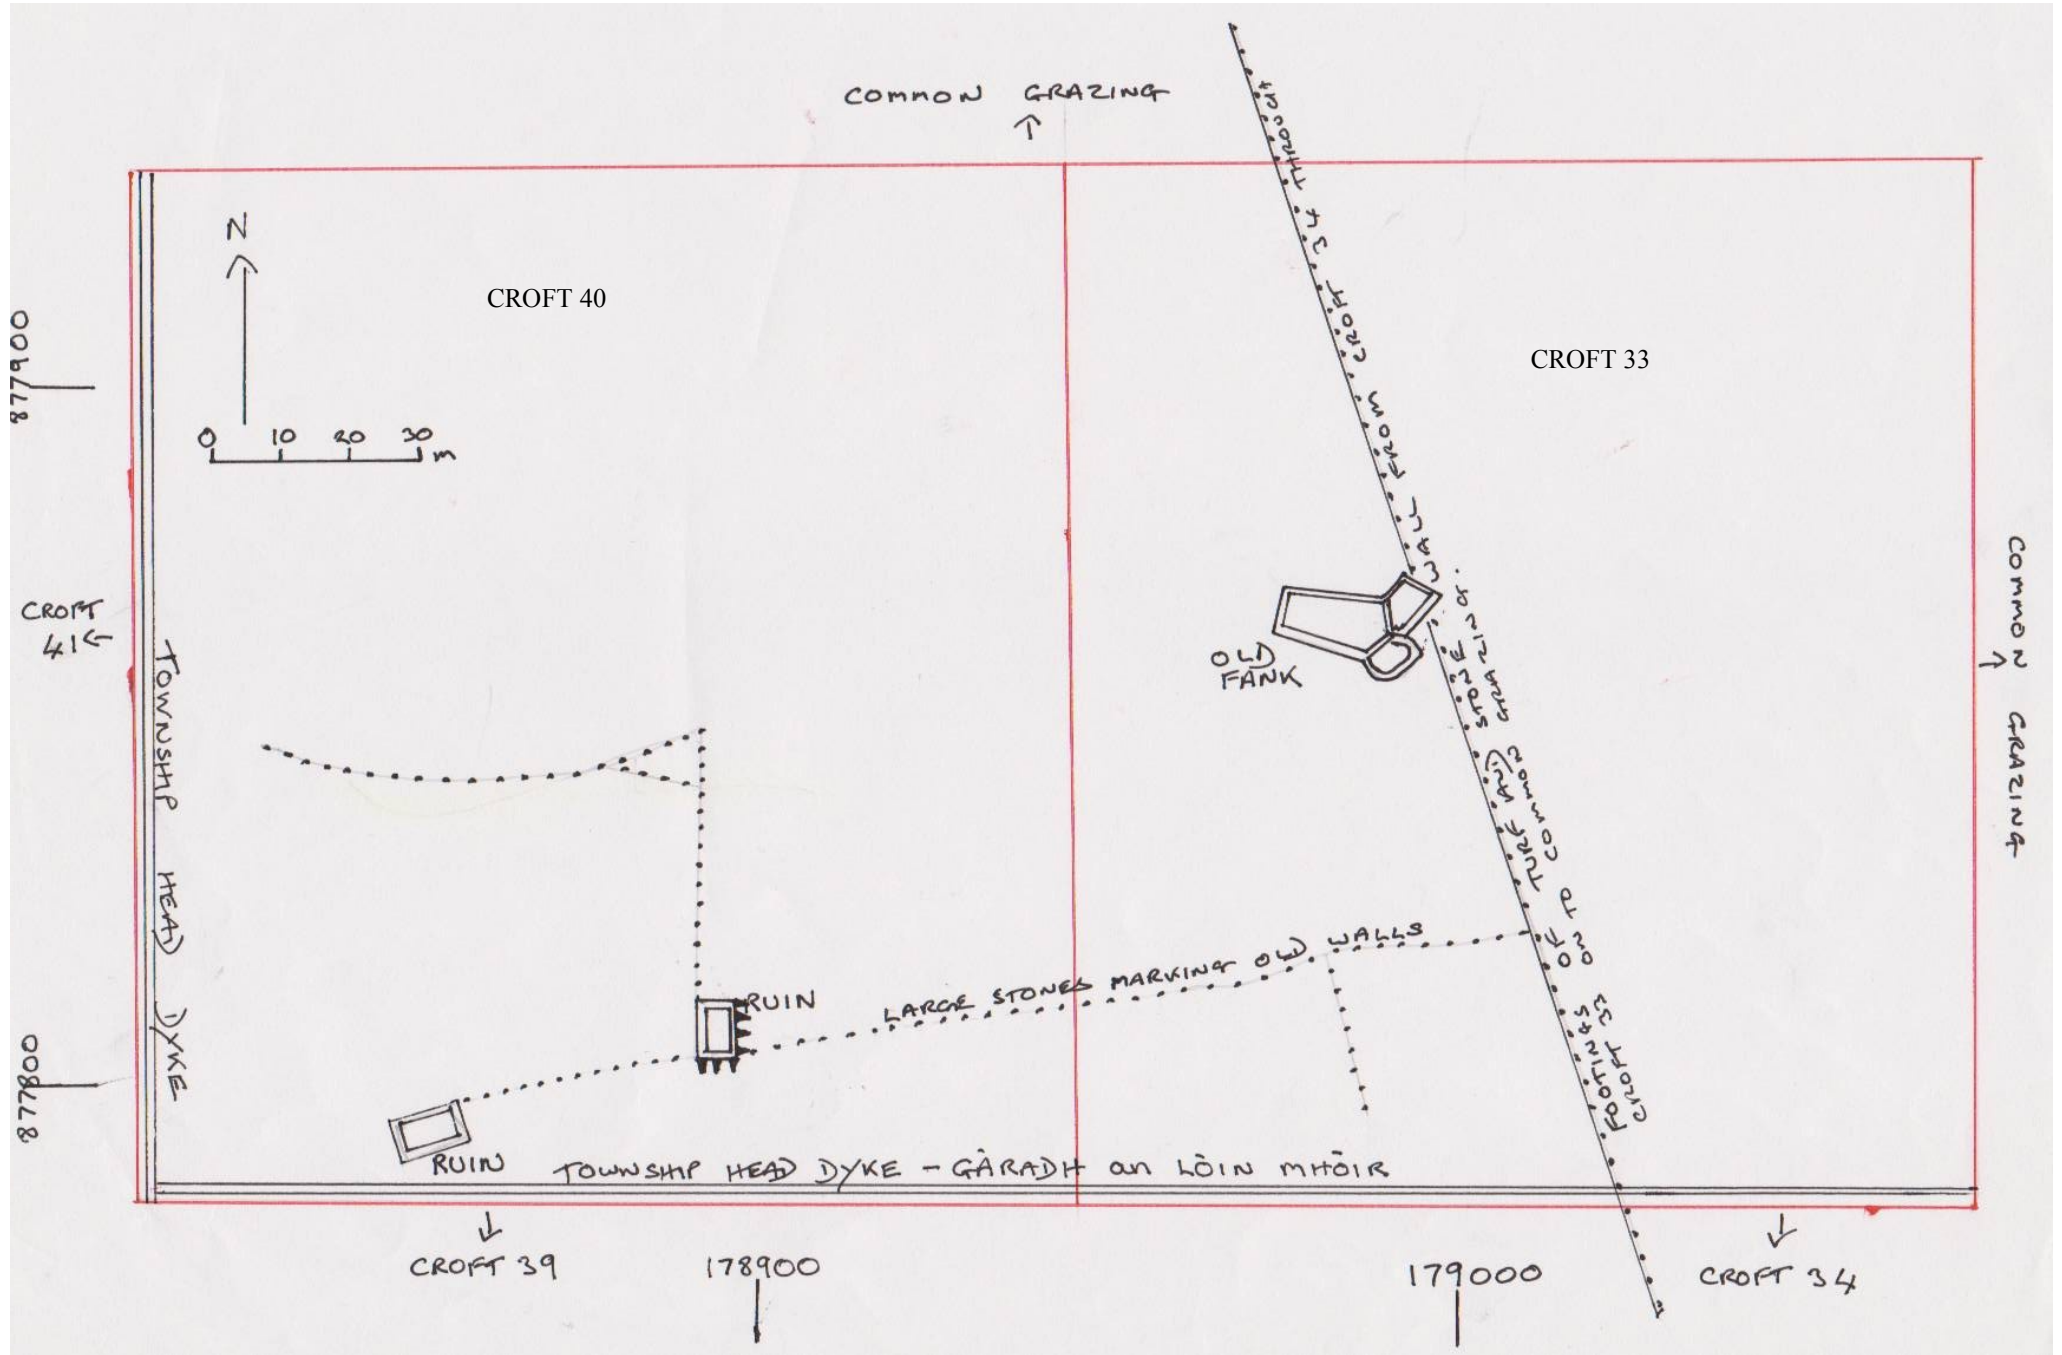 COMMON GRAZING
↑
N
CROFT 40
CROFT 33
877900
0 10 20 30 m
CROFT
41←
TOWNSHIP HEAD DYKE
OLD
FANK
FOOTINGS OF TURF AND STONE WALL FROM CROFT 34 THROUGH
CROFT 33 ON TO COMMON GRAZING.
COMMON GRAZING
→
LARGE STONES MARKING OLD WALLS
RUIN
877800
RUIN
TOWNSHIP HEAD DYKE - GÀRADH an LÒIN MHÒIR
↓
CROFT 39
178900
179000
↓
CROFT 34